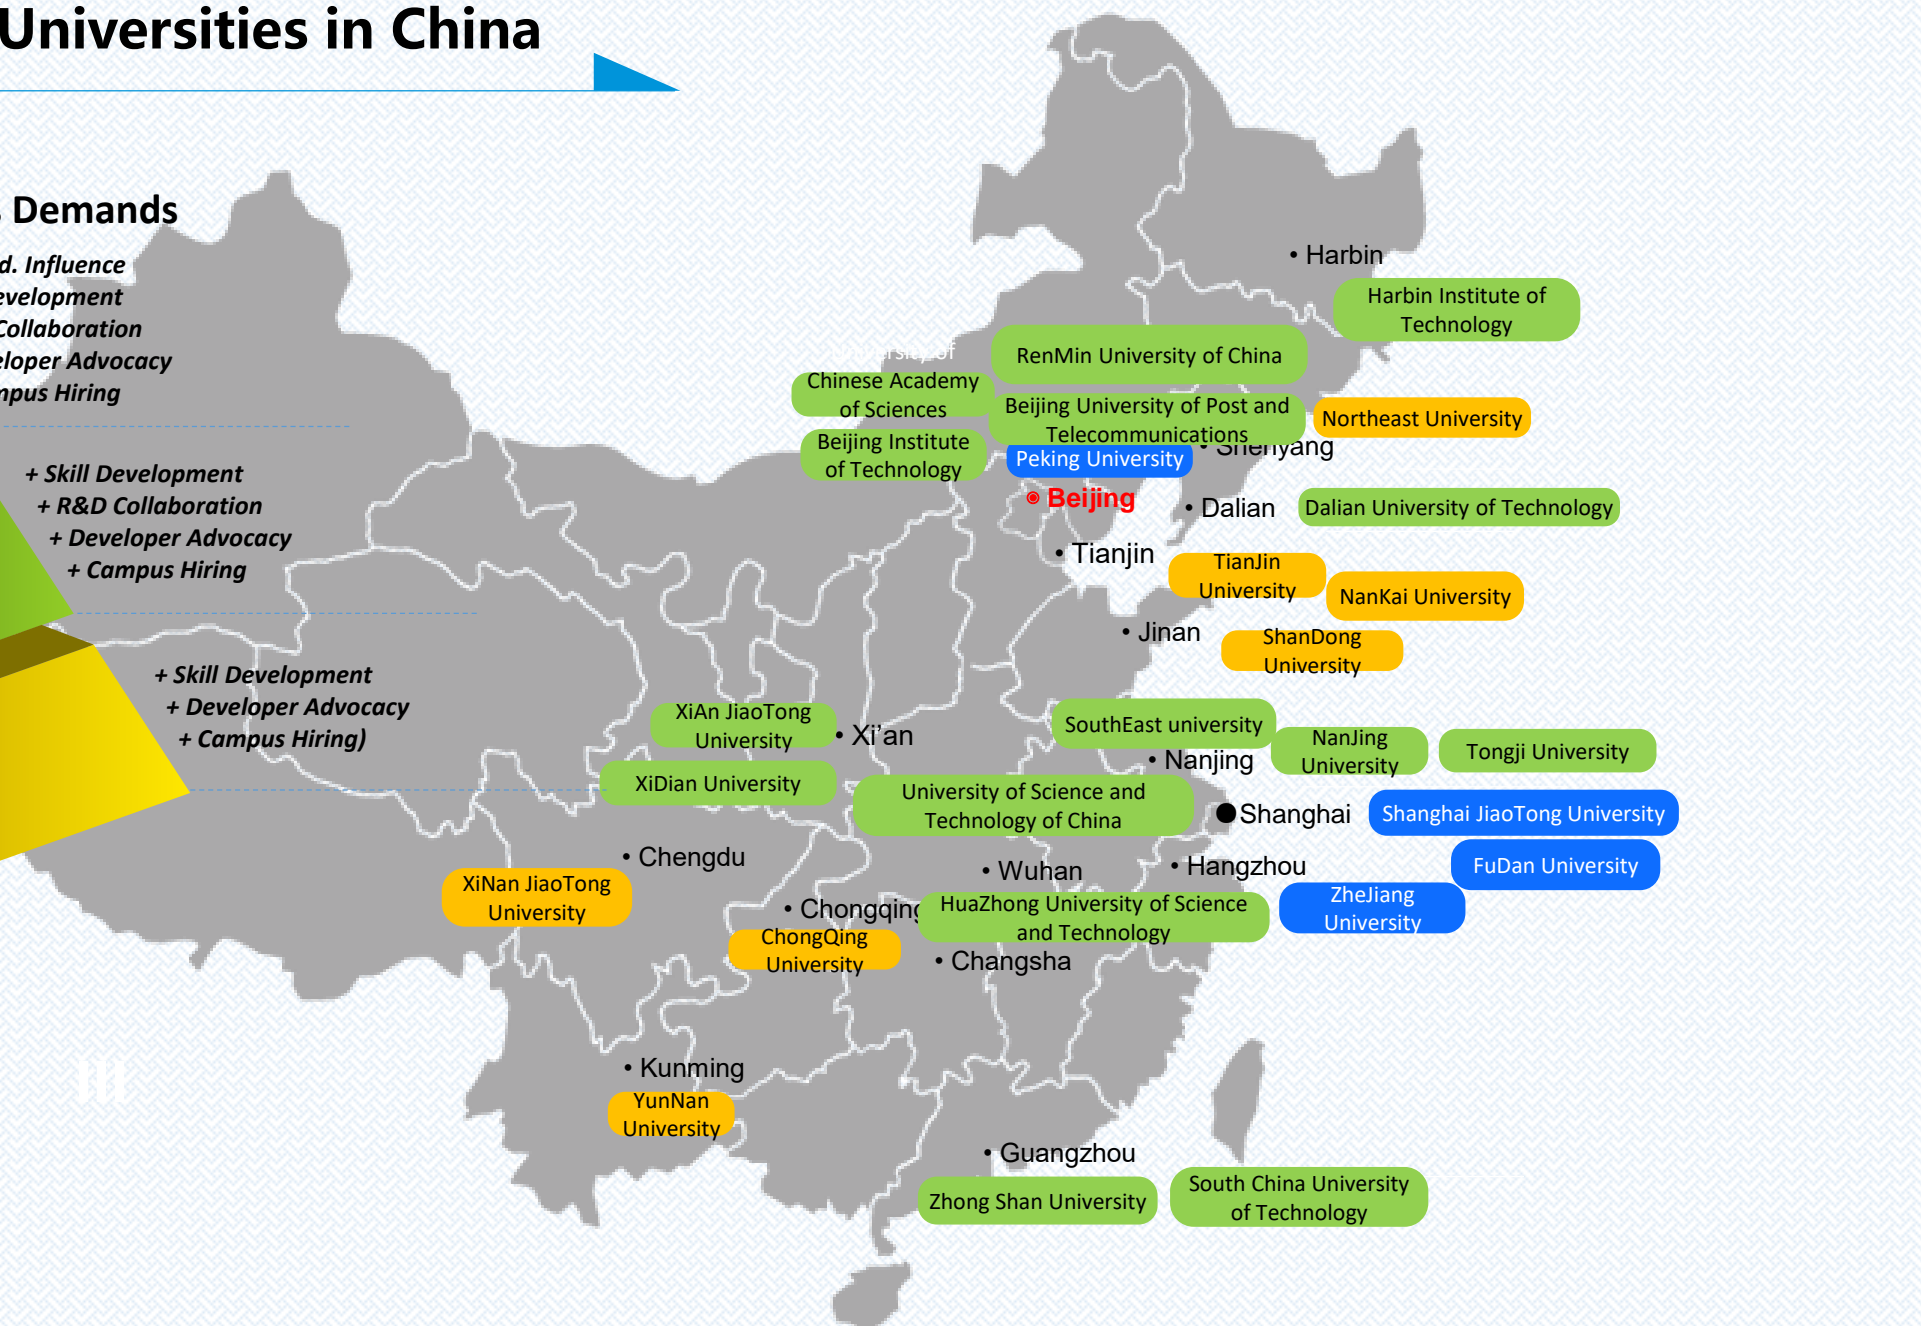 Universities in China
Demands
d. Influence
evelopment
Collaboration
eloper Advocacy
mpus Hiring
+ Skill Development
+ R&D Collaboration
+ Developer Advocacy
+ Campus Hiring
+ Skill Development
+ Developer Advocacy
+ Campus Hiring)
III
• Harbin
Harbin Institute of
Technology
RenMin University of China
Chinese Academy
of Sciences
Beijing University of Post and
Telecommunications
Northeast University
Beijing Institute
of Technology
Peking University
• Shenyang
Beijing
• Dalian
Dalian University of Technology
• Tianjin
TianJin
University
NanKai University
• Jinan
ShanDong
University
XiAn JiaoTong
University
• Xi'an
SouthEast university
• Nanjing
NanJing
University
Tongji University
XiDian University
University of Science and
Technology of China
Shanghai
Shanghai JiaoTong University
• Chengdu
• Wuhan
• Hangzhou
FuDan University
XiNan JiaoTong
University
• Chongqing
HuaZhong University of Science
and Technology
ZheJiang
University
ChongQing
University
• Changsha
• Kunming
YunNan
University
• Guangzhou
Zhong Shan University
South China University
of Technology